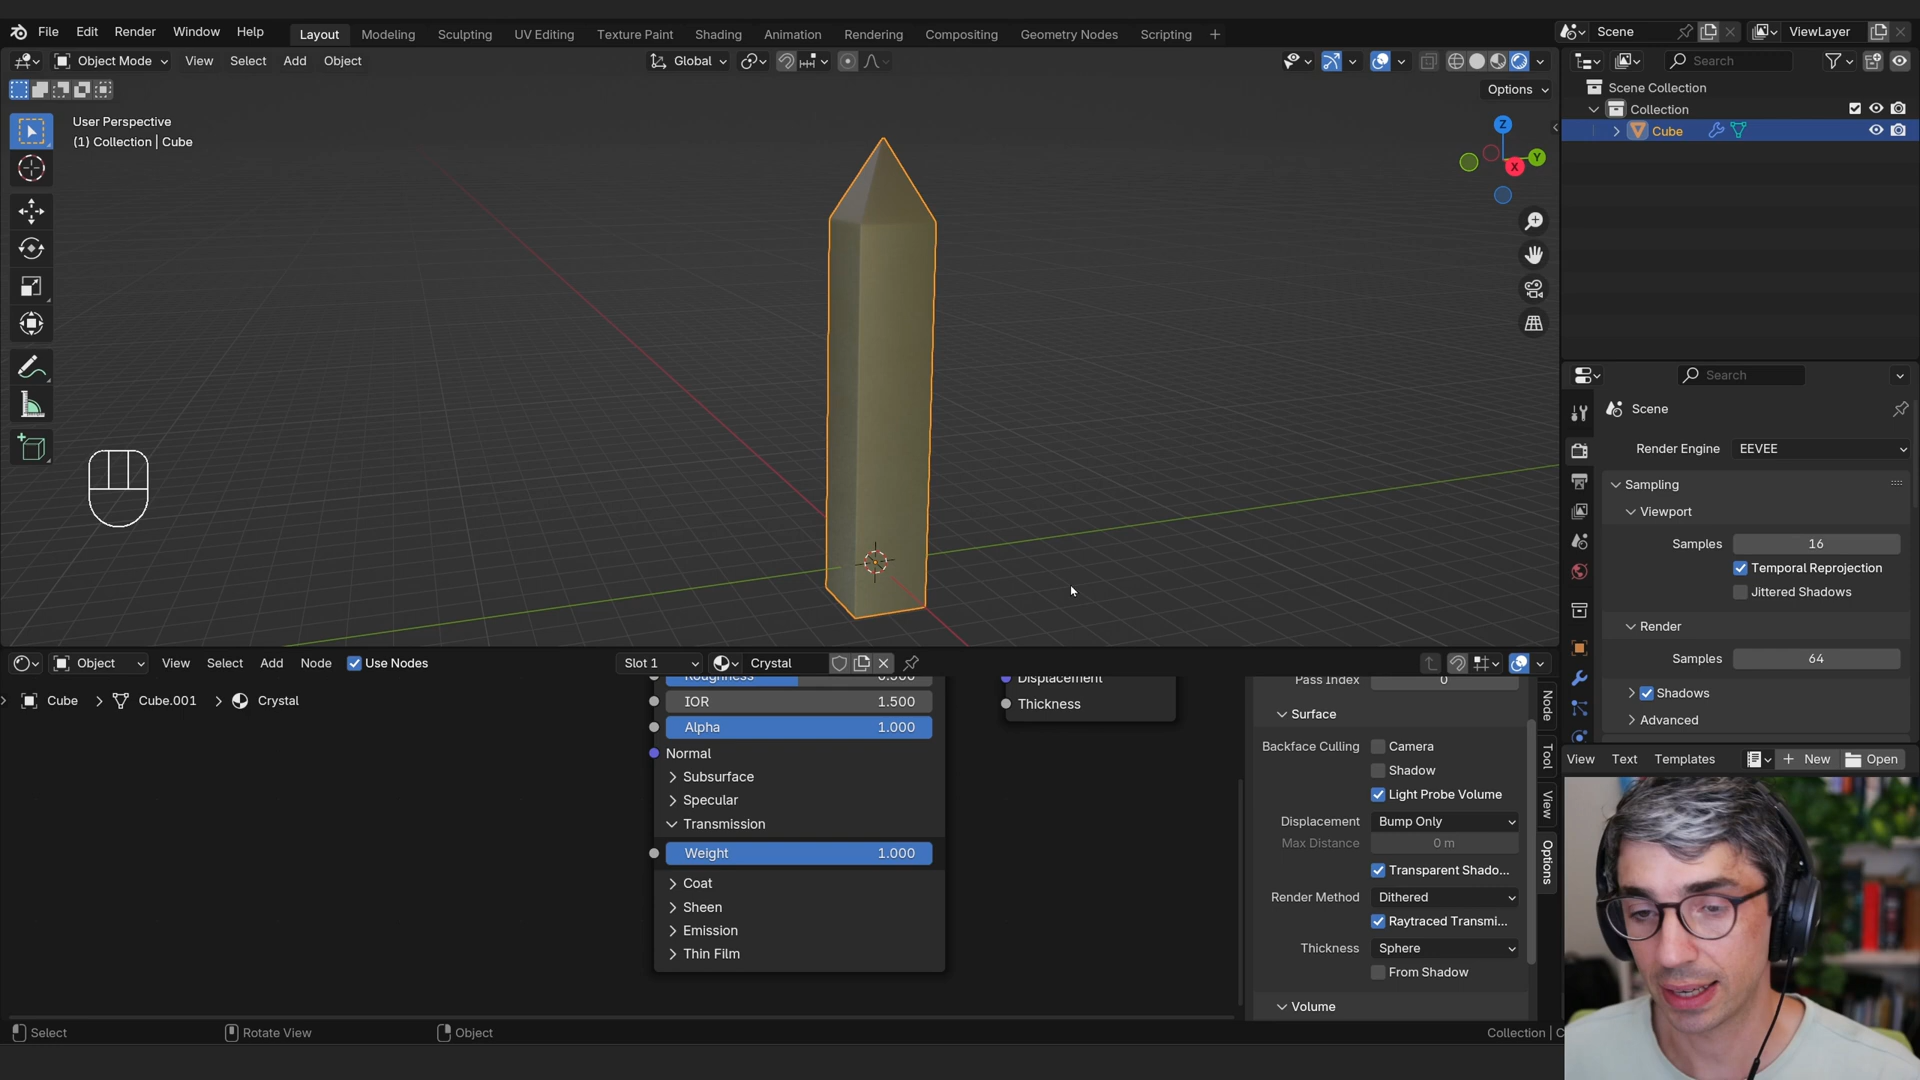 File Edit Render Window Help Layout Modeling Sculpting UV Editing Texture Paint Shading Animation Rendering Compositing Geometry Nodes Scripting + Scene ViewLayer
Object Mode View Select Add Object Global Search
Options
User Perspective
(1) Collection | Cube
Z
Y
X
Scene Collection
Collection
Cube
Search
Scene
Render Engine EEVEE
Sampling
Viewport
Samples 16
Temporal Reprojection
Jittered Shadows
Render
Samples 64
Shadows
Advanced
Object View Select Add Node Use Nodes Slot 1 Crystal
Cube > Cube.001 > Crystal
Roughness 0.500
IOR 1.500
Alpha 1.000
Normal
Subsurface
Specular
Transmission
Weight 1.000
Coat
Sheen
Emission
Thin Film
Displacement
Thickness
Pass Index 0
Surface
Backface Culling Camera
Shadow
Light Probe Volume
Displacement Bump Only
Max Distance 0 m
Transparent Shado...
Render Method Dithered
Raytraced Transmi...
Thickness Sphere
From Shadow
Volume
Node
Tool
View
Options
View Text Templates + New Open
Select Rotate View Object Collection | C